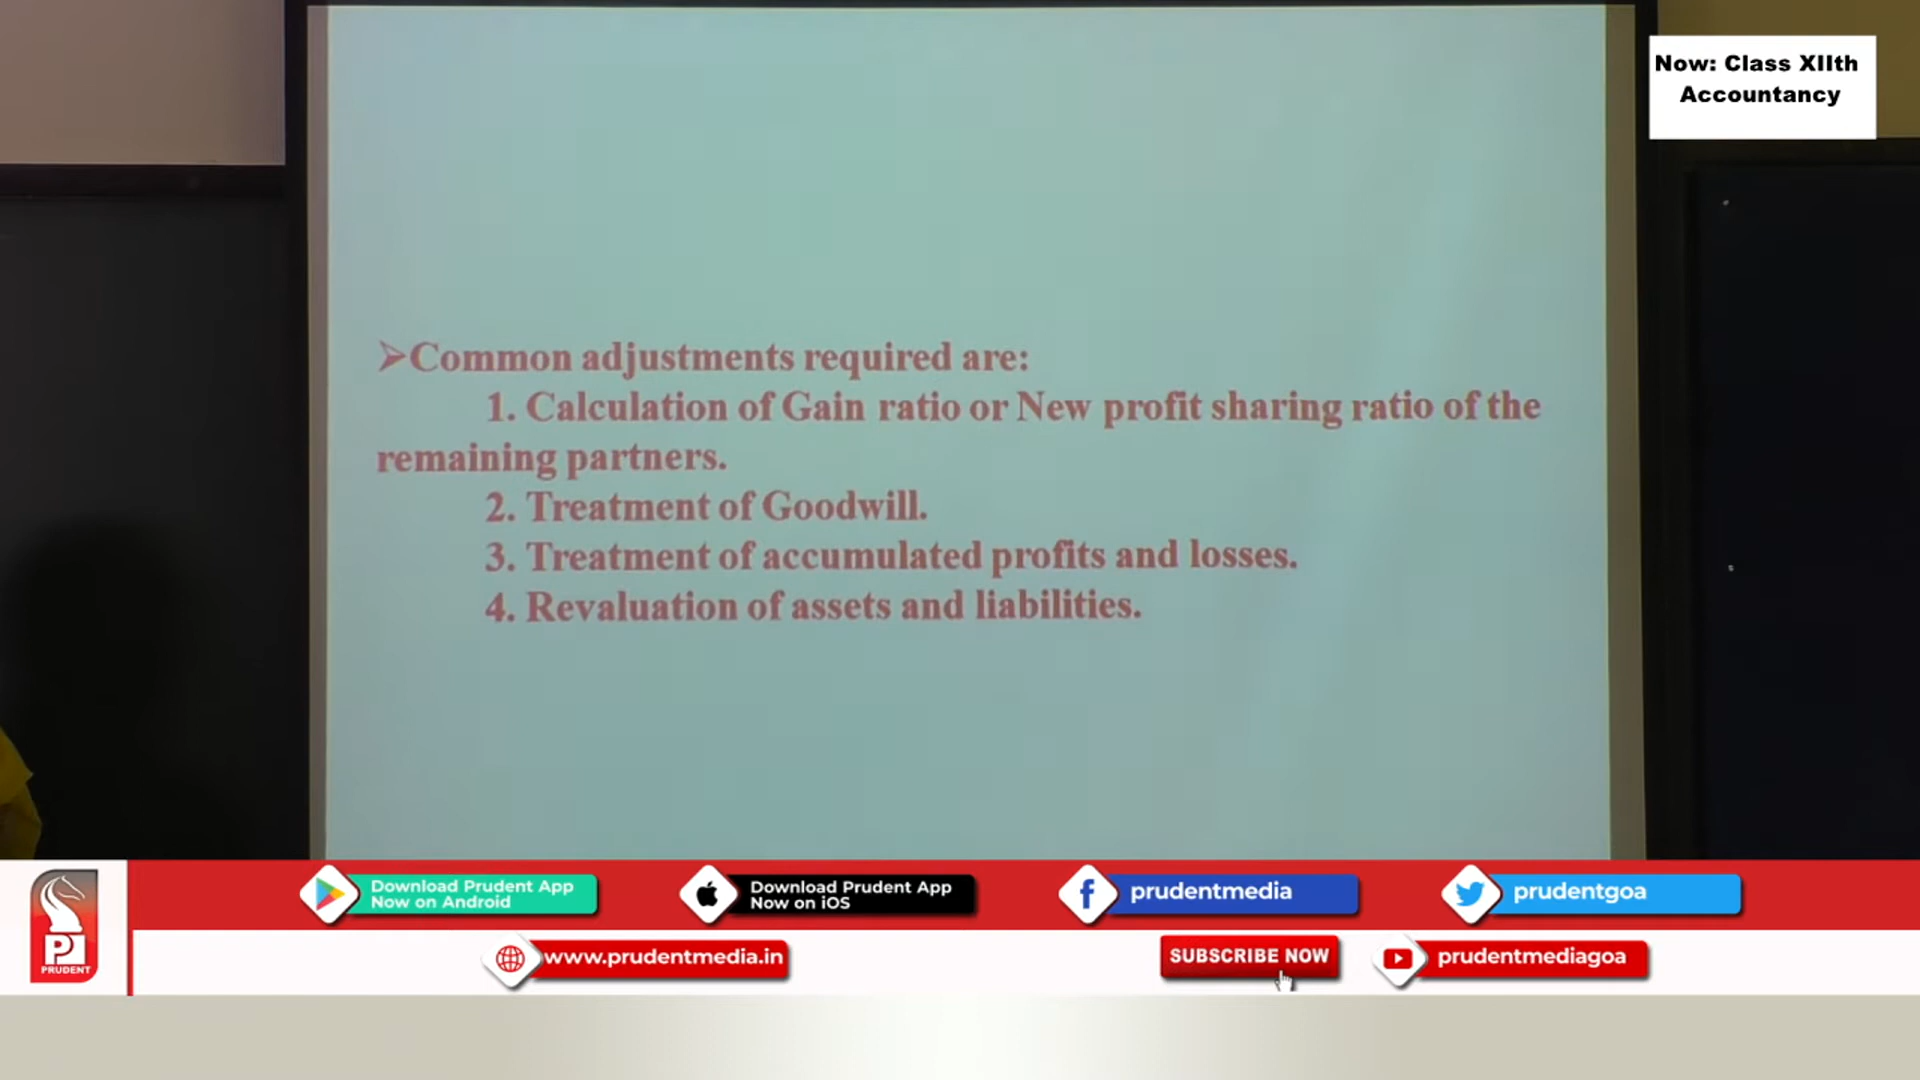 Now: Class XIIth
Accountancy
➢Common adjustments required are:
1. Calculation of Gain ratio or New profit sharing ratio of the
remaining partners.
2. Treatment of Goodwill.
3. Treatment of accumulated profits and losses.
4. Revaluation of assets and liabilities.
Download Prudent App
Now on Android
Download Prudent App
Now on iOS
prudentmedia
prudentgoa
PRUDENT
www.prudentmedia.in
SUBSCRIBE NOW
prudentmediagoa